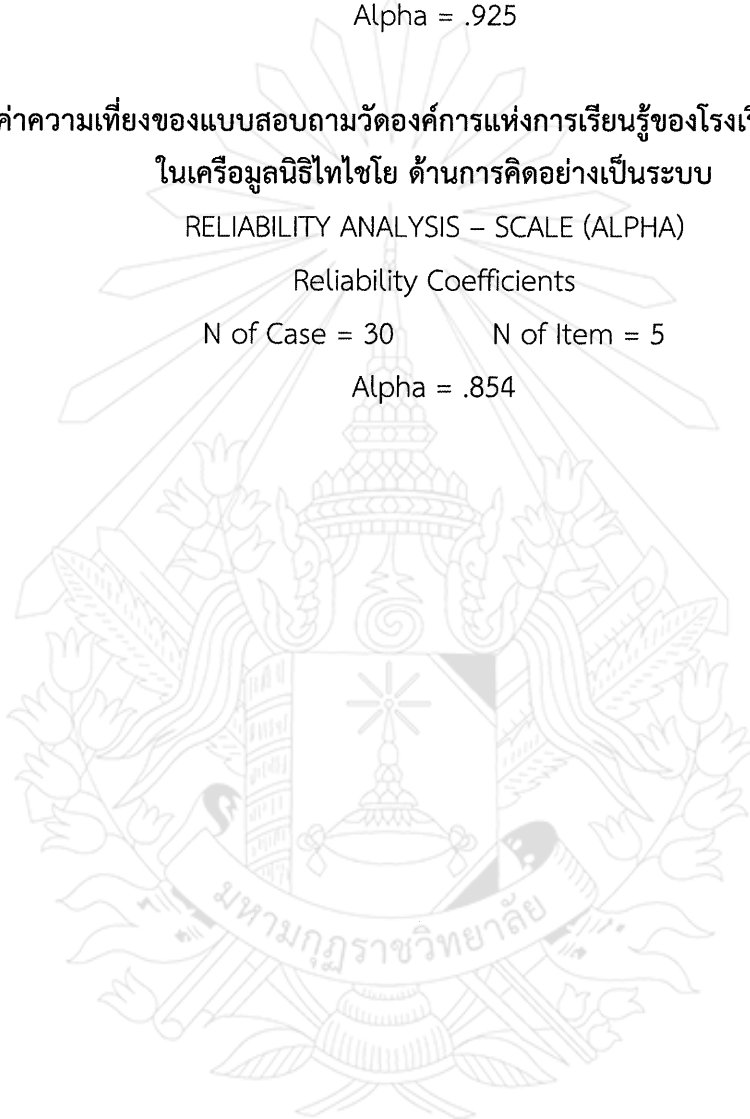 Alpha = .925
ค่าความเที่ยงของแบบสอบถามวัดองค์การแห่งการเรียนรู้ของ
ในเครือมูลนิธิไทไชโย ด้านการคิดอย่างเป็นระบบ
RELIABILITY ANALYSIS – SCALE (ALPHA)
Reliability Coefficients
N of Case = 30 N of Item = 5
Alpha = .854
มหามกุฏราชวิทยาลัย